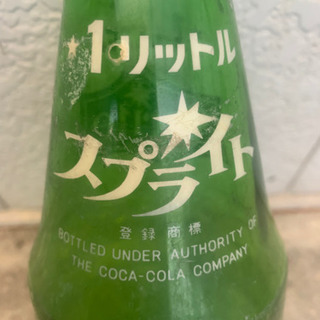 1リットル
スプライト
登録商標
BOTTLED UNDER AUTHORITY OF
THE COCA-COLA COMPANY